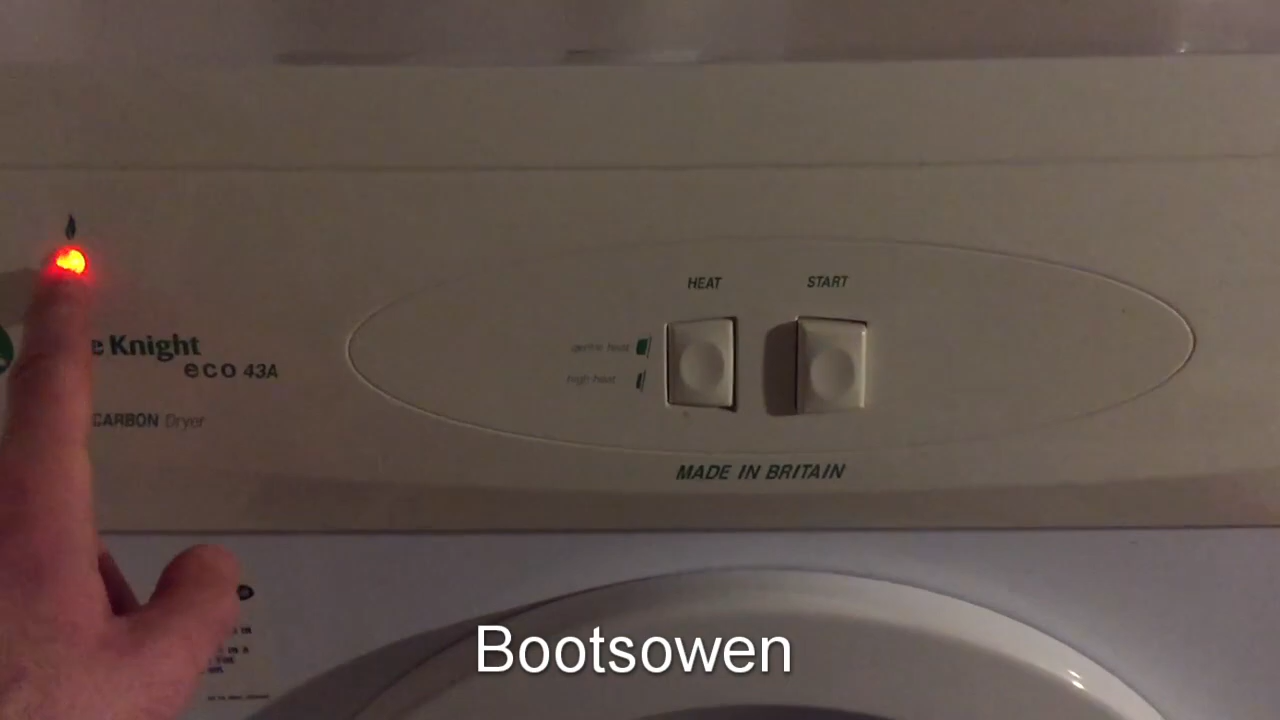 HEAT
START
gentle heat
high heat
e Knight
eco 43A
CARBON Dryer
MADE IN BRITAIN
Bootsowen